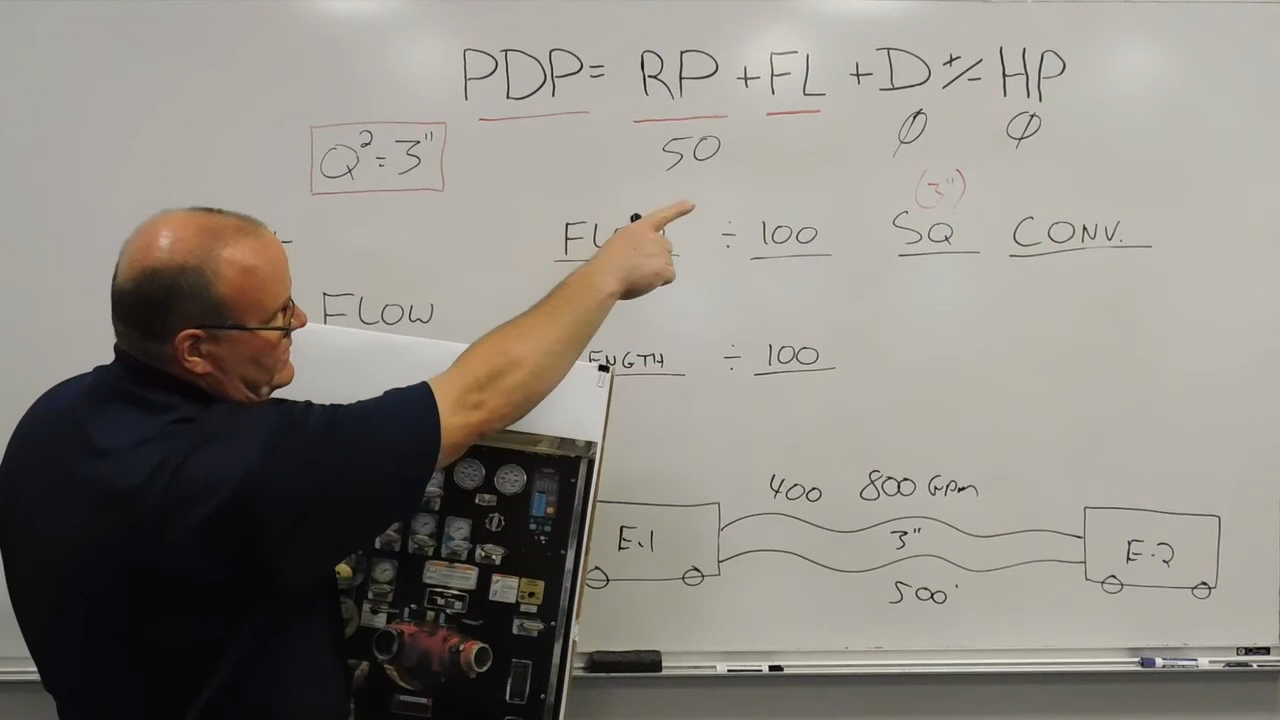 PDP = RP + FL + D +/- HP
Q² = 3"
50
Ø Ø
(3")
÷ 100 SQ CONV.
FLOW
÷ 100
400 800 GPM
E.1 3" E-2
500'